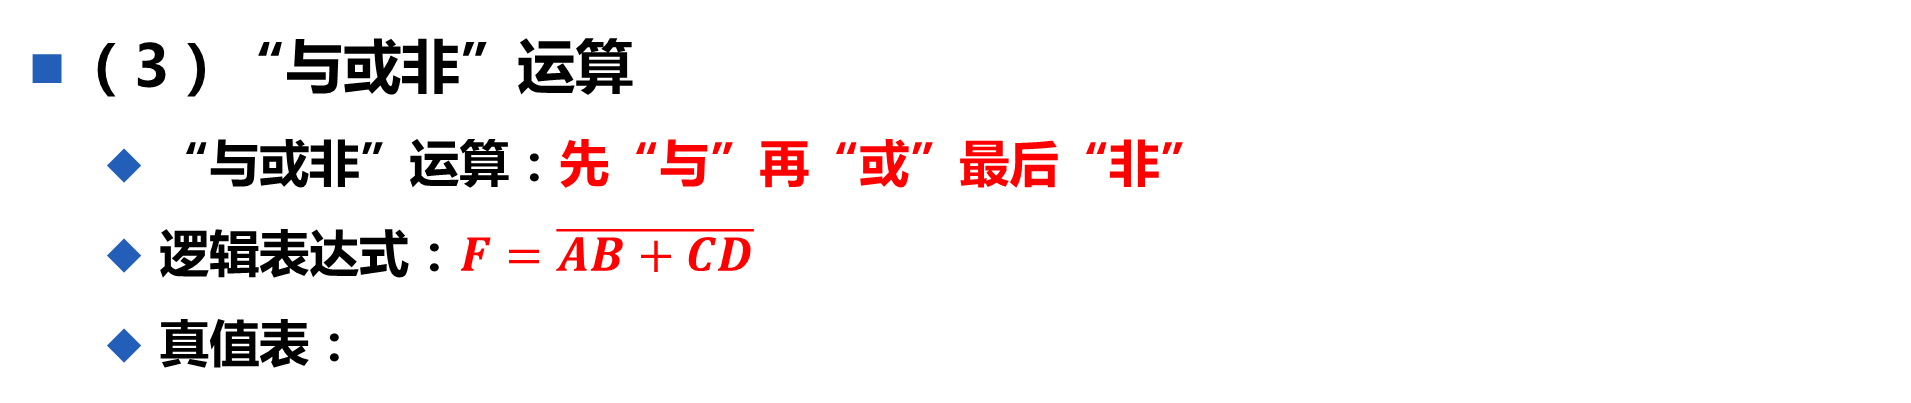 （3）“与或非”运算
“与或非”运算：先“与”再“或”最后“非”
逻辑表达式：$F = \overline{AB + CD}$
真值表：